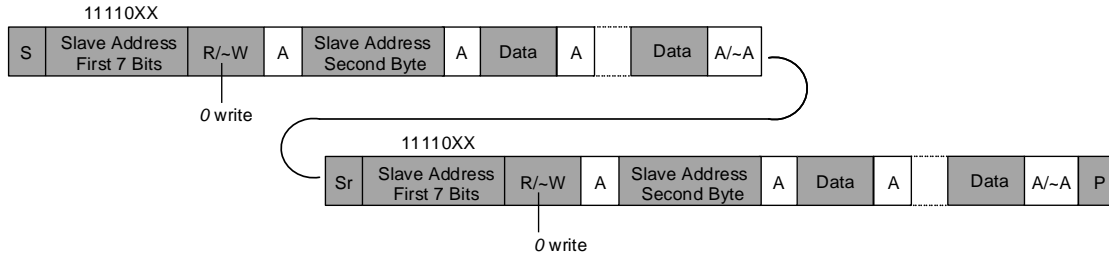 11110XX
S Slave Address First 7 Bits R/~W A Slave Address Second Byte A Data A Data A/~A
0 write
11110XX
Sr Slave Address First 7 Bits R/~W A Slave Address Second Byte A Data A Data A/~A P
0 write